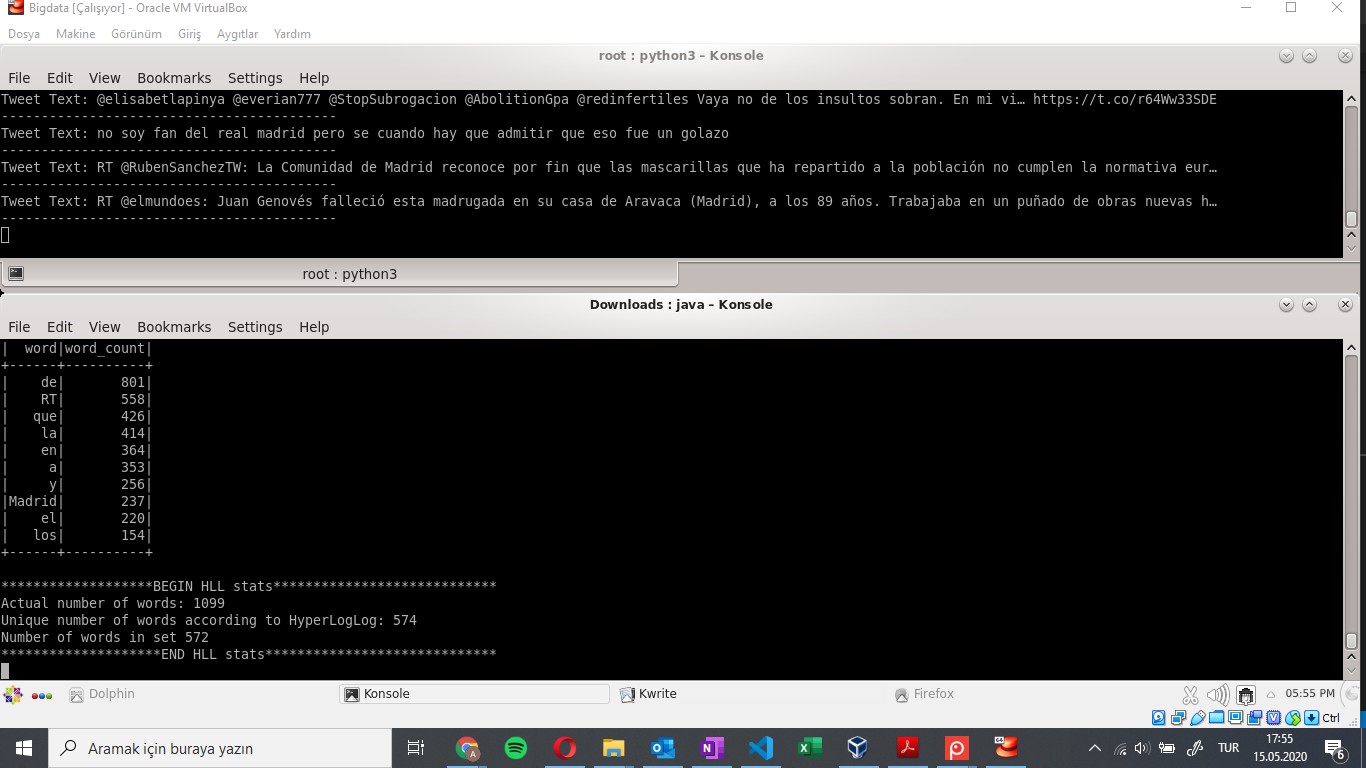 Bigdata [Çalışıyor] - Oracle VM VirtualBox
Dosya Makine Görünüm Giriş Aygıtlar Yardım
root : python3 – Konsole
File Edit View Bookmarks Settings Help
Tweet Text: @elisabetlapinya @everian777 @StopSubrogacion @AbolitionGpa @redinfertiles Vaya no de los insultos sobran. En mi vi… https://t.co/r64Ww33SDE
------------------------------------------
Tweet Text: no soy fan del real madrid pero se cuando hay que admitir que eso fue un golazo
------------------------------------------
Tweet Text: RT @RubenSanchezTW: La Comunidad de Madrid reconoce por fin que las mascarillas que ha repartido a la población no cumplen la normativa eur…
------------------------------------------
Tweet Text: RT @elmundoes: Juan Genovés falleció esta madrugada en su casa de Aravaca (Madrid), a los 89 años. Trabajaba en un puñado de obras nuevas h…
------------------------------------------
root : python3
Downloads : java – Konsole
File Edit View Bookmarks Settings Help
|  word|word_count|
+------+----------+
|    de|       801|
|    RT|       558|
|   que|       426|
|    la|       414|
|    en|       364|
|     a|       353|
|     y|       256|
|Madrid|       237|
|    el|       220|
|   los|       154|
+------+----------+
*******************BEGIN HLL stats****************************
Actual number of words: 1099
Unique number of words according to HyperLogLog: 574
Number of words in set 572
********************END HLL stats*****************************
Dolphin Konsole Kwrite Firefox 05:55 PM
Ctrl
Aramak için buraya yazın TUR 17:55
15.05.2020 6